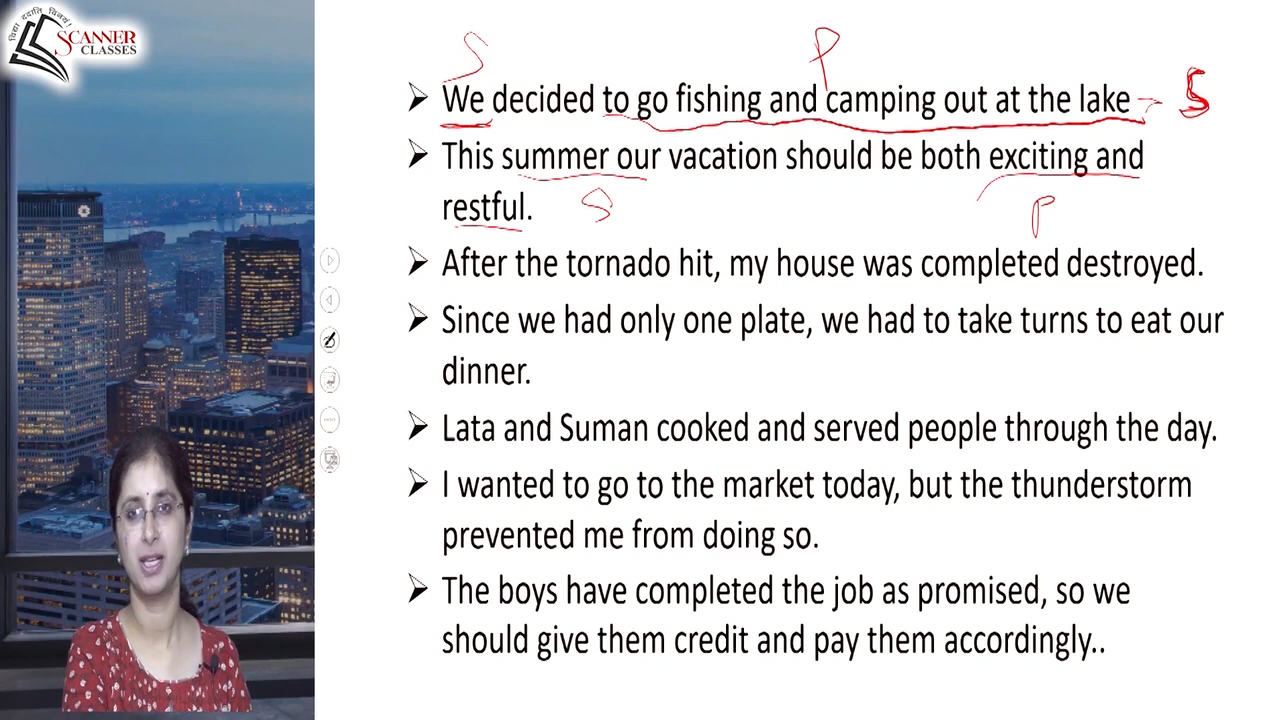 विद्या ददाति विनयं।
SCANNER
CLASSES
S
P
➤ We decided to go fishing and camping out at the lake - S
➤ This summer our vacation should be both exciting and
restful.
S
P
➤ After the tornado hit, my house was completed destroyed.
➤ Since we had only one plate, we had to take turns to eat our
dinner.
➤ Lata and Suman cooked and served people through the day.
➤ I wanted to go to the market today, but the thunderstorm
prevented me from doing so.
➤ The boys have completed the job as promised, so we
should give them credit and pay them accordingly..